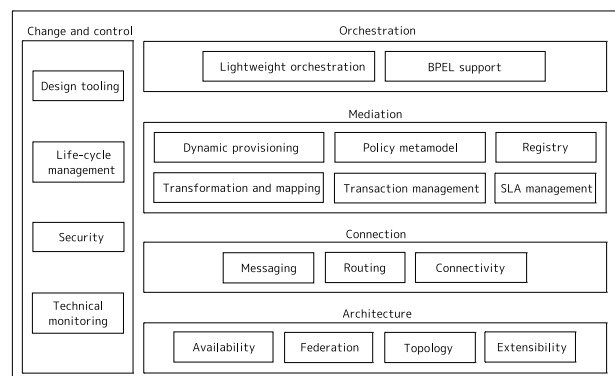 Change and control
Design tooling
Life-cycle
management
Security
Technical
monitoring
Orchestration
Lightweight orchestration
BPEL support
Mediation
Dynamic provisioning
Policy metamodel
Registry
Transformation and mapping
Transaction management
SLA management
Connection
Messaging
Routing
Connectivity
Architecture
Availability
Federation
Topology
Extensibility